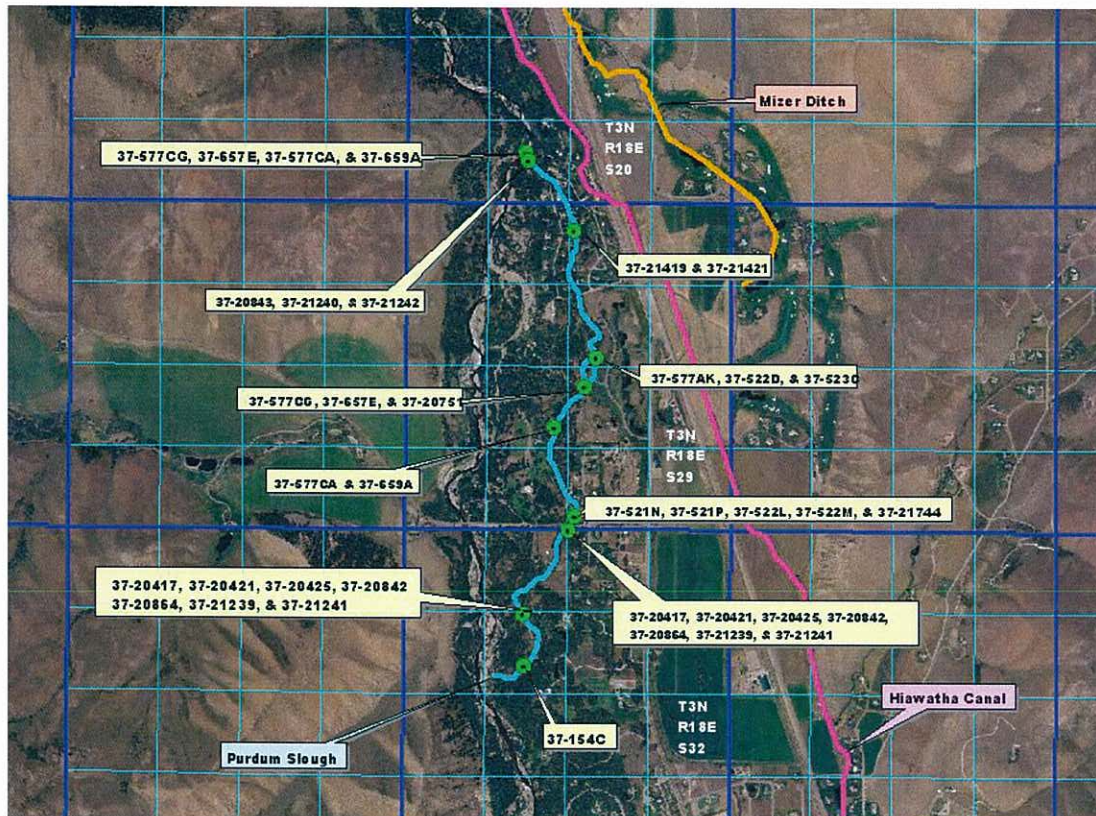 Mizer Ditch
T3N
R18E
S20
37-577CG, 37-657E, 37-577CA, & 37-659A
37-21419 & 37-21421
37-20843, 37-21240, & 37-21242
37-577AK, 37-522D, & 37-523C
37-577CG, 37-657E, & 37-20751
T3N
R18E
S29
37-577CA & 37-659A
37-521N, 37-521P, 37-522L, 37-522M, & 37-21744
37-20417, 37-20421, 37-20425, 37-20842
37-20864, 37-21239, & 37-21241
37-20417, 37-20421, 37-20425, 37-20842,
37-20864, 37-21239, & 37-21241
Hiawatha Canal
T3N
R18E
S32
37-154C
Purdum Slough